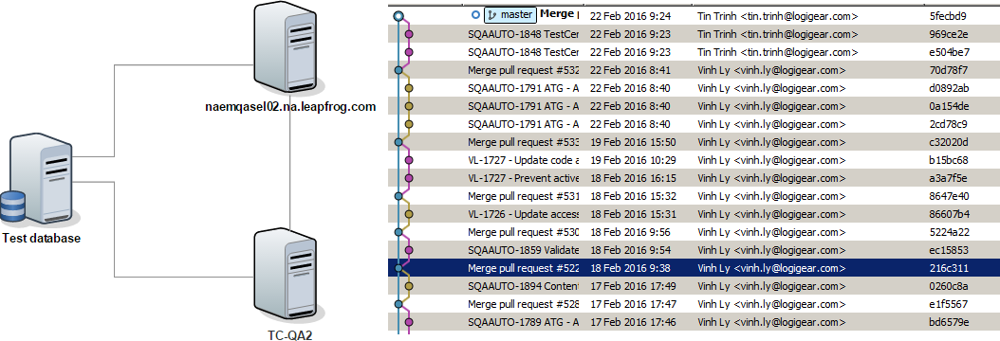 naemqasel02.na.leapfrog.com
Test database
TC-QA2
master Merge 22 Feb 2016 9:24 Tin Trinh <tin.trinh@logigear.com> 5fecbd9
SQAAUTO-1848 TestCer 22 Feb 2016 9:23 Tin Trinh <tin.trinh@logigear.com> 969ce2e
SQAAUTO-1848 TestCer 22 Feb 2016 9:23 Tin Trinh <tin.trinh@logigear.com> e504be7
Merge pull request #532 22 Feb 2016 8:41 Vinh Ly <vinh.ly@logigear.com> 70d78f7
SQAAUTO-1791 ATG - A 22 Feb 2016 8:40 Vinh Ly <vinh.ly@logigear.com> d0892ab
SQAAUTO-1791 ATG - A 22 Feb 2016 8:40 Vinh Ly <vinh.ly@logigear.com> 0a154de
SQAAUTO-1791 ATG - A 22 Feb 2016 8:40 Vinh Ly <vinh.ly@logigear.com> 2cd78c9
Merge pull request #533 19 Feb 2016 15:50 Vinh Ly <vinh.ly@logigear.com> c32020d
VL-1727 - Update code a 19 Feb 2016 10:29 Vinh Ly <vinh.ly@logigear.com> b15bc68
VL-1727 - Prevent active 18 Feb 2016 16:15 Vinh Ly <vinh.ly@logigear.com> a3a7f5e
Merge pull request #531 18 Feb 2016 15:32 Vinh Ly <vinh.ly@logigear.com> 8647e40
VL-1726 - Update access 18 Feb 2016 15:31 Vinh Ly <vinh.ly@logigear.com> 86607b4
Merge pull request #530 18 Feb 2016 9:56 Vinh Ly <vinh.ly@logigear.com> 5224a22
SQAAUTO-1859 Validate 18 Feb 2016 9:54 Vinh Ly <vinh.ly@logigear.com> ec15853
Merge pull request #522 18 Feb 2016 9:38 Vinh Ly <vinh.ly@logigear.com> 216c311
SQAAUTO-1894 Content 17 Feb 2016 17:49 Vinh Ly <vinh.ly@logigear.com> 0260c8a
Merge pull request #528 17 Feb 2016 17:47 Vinh Ly <vinh.ly@logigear.com> e1f5567
SQAAUTO-1789 ATG - A 17 Feb 2016 17:46 Vinh Ly <vinh.ly@logigear.com> bd6579e